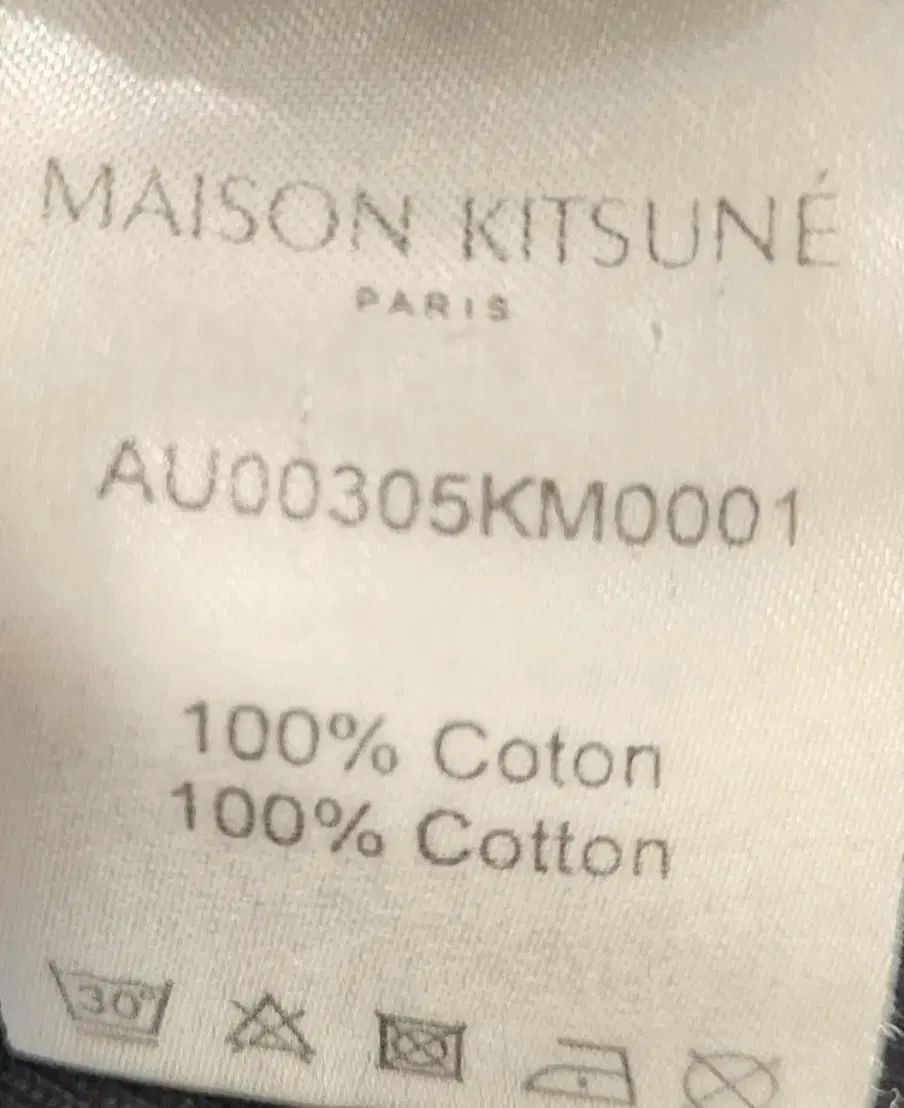 MAISON KITSUNÉ
PARIS
AU00305KM0001
100% Coton
100% Cotton
30°